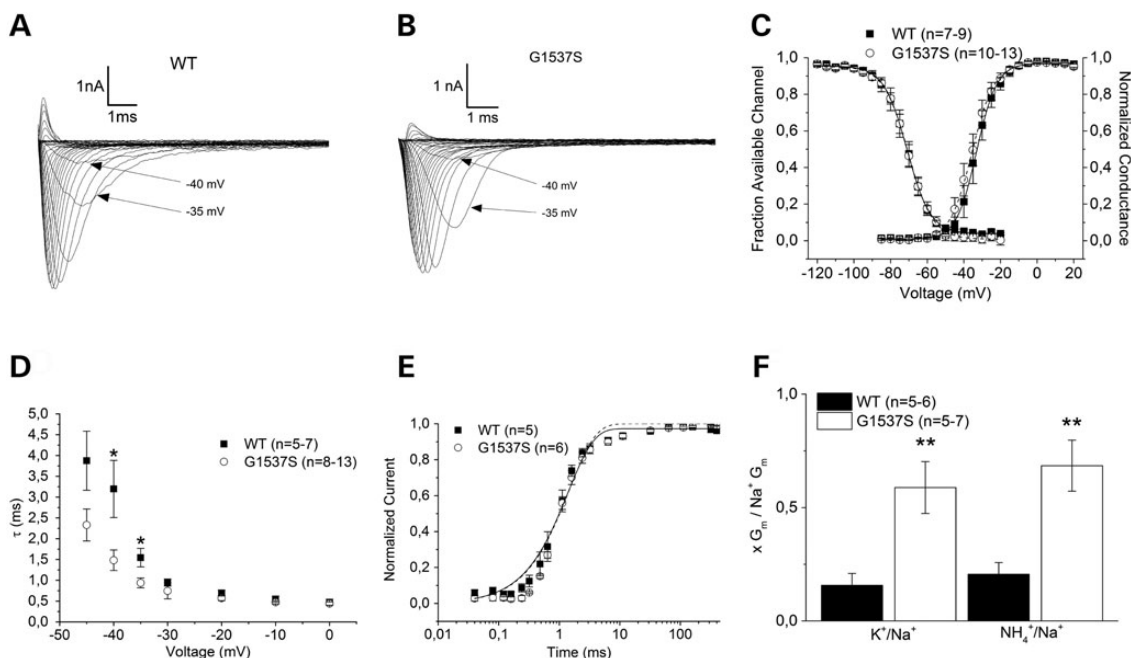 A
WT
1nA
1ms
-40 mV
-35 mV
B
G1537S
1 nA
1ms
-40 mV
-35 mV
C
WT (n=7-9)
G1537S (n=10-13)
Fraction Available Channel
1,0
0,8
0,6
0,4
0,2
0,0
1,0
0,8
0,6
0,4
0,2
0,0
Normalized Conductance
-120 -100 -80 -60 -40 -20 0 20
Voltage (mV)
D
WT (n=5-7)
G1537S (n=8-13)
τ (ms)
5,0
4,5
4,0
3,5
3,0
2,5
2,0
1,5
1,0
0,5
0,0
*
*
-50 -40 -30 -20 -10 0
Voltage (mV)
E
WT (n=5)
G1537S (n=6)
Normalized Current
1,0
0,8
0,6
0,4
0,2
0,0
0,01 0,1 1 10 100
Time (ms)
F
WT (n=5-6)
G1537S (n=5-7)
x Gₘ / Na⁺ Gₘ
1,0
0,5
0,0
**
**
K⁺/Na⁺ NH₄⁺/Na⁺